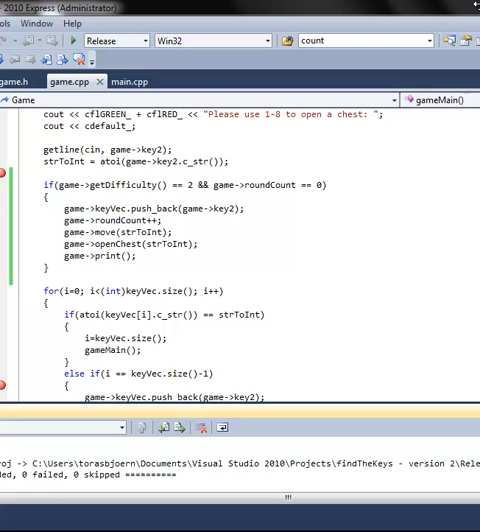 - 2010 Express (Administrator)
ols Window Help
Release Win32 count
game.h game.cpp × main.cpp
Game gameMain()
cout << cflGREEN_ + cflRED_ << "Please use 1-8 to open a chest: ";
cout << cdefault_;
getline(cin, game->key2);
strToInt = atoi(game->key2.c_str());
if(game->getDifficulty() == 2 && game->roundCount == 0)
{
game->keyVec.push_back(game->key2);
game->roundCount++;
game->move(strToInt);
game->openChest(strToInt);
game->print();
}
for(i=0; i<(int)keyVec.size(); i++)
{
if(atoi(keyVec[i].c_str()) == strToInt)
{
i=keyVec.size();
gameMain();
}
else if(i == keyVec.size()-1)
{
game->keyVec.push_back(game->key2);
roj -> C:\Users\torasbjoern\Documents\Visual Studio 2010\Projects\findTheKeys - version 2\Rele
ded, 0 failed, 0 skipped ==========